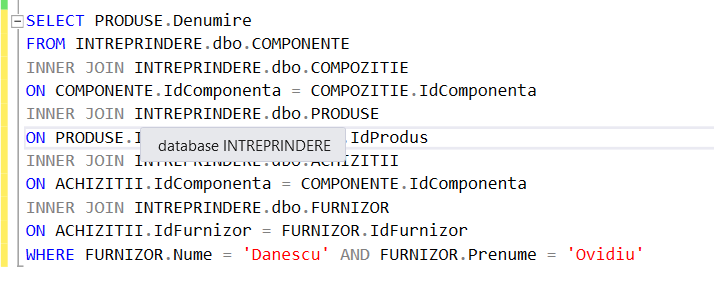 SELECT PRODUSE.Denumire
FROM INTREPRINDERE.dbo.COMPONENTE
INNER JOIN INTREPRINDERE.dbo.COMPOZITIE
ON COMPONENTE.IdComponenta = COMPOZITIE.IdComponenta
INNER JOIN INTREPRINDERE.dbo.PRODUSE
ON PRODUSE. .IdProdus
database INTREPRINDERE
INNER JOIN INTREPRINDERE.dbo.ACHIZITII
ON ACHIZITII.IdComponenta = COMPONENTE.IdComponenta
INNER JOIN INTREPRINDERE.dbo.FURNIZOR
ON ACHIZITII.IdFurnizor = FURNIZOR.IdFurnizor
WHERE FURNIZOR.Nume = 'Danescu' AND FURNIZOR.Prenume = 'Ovidiu'